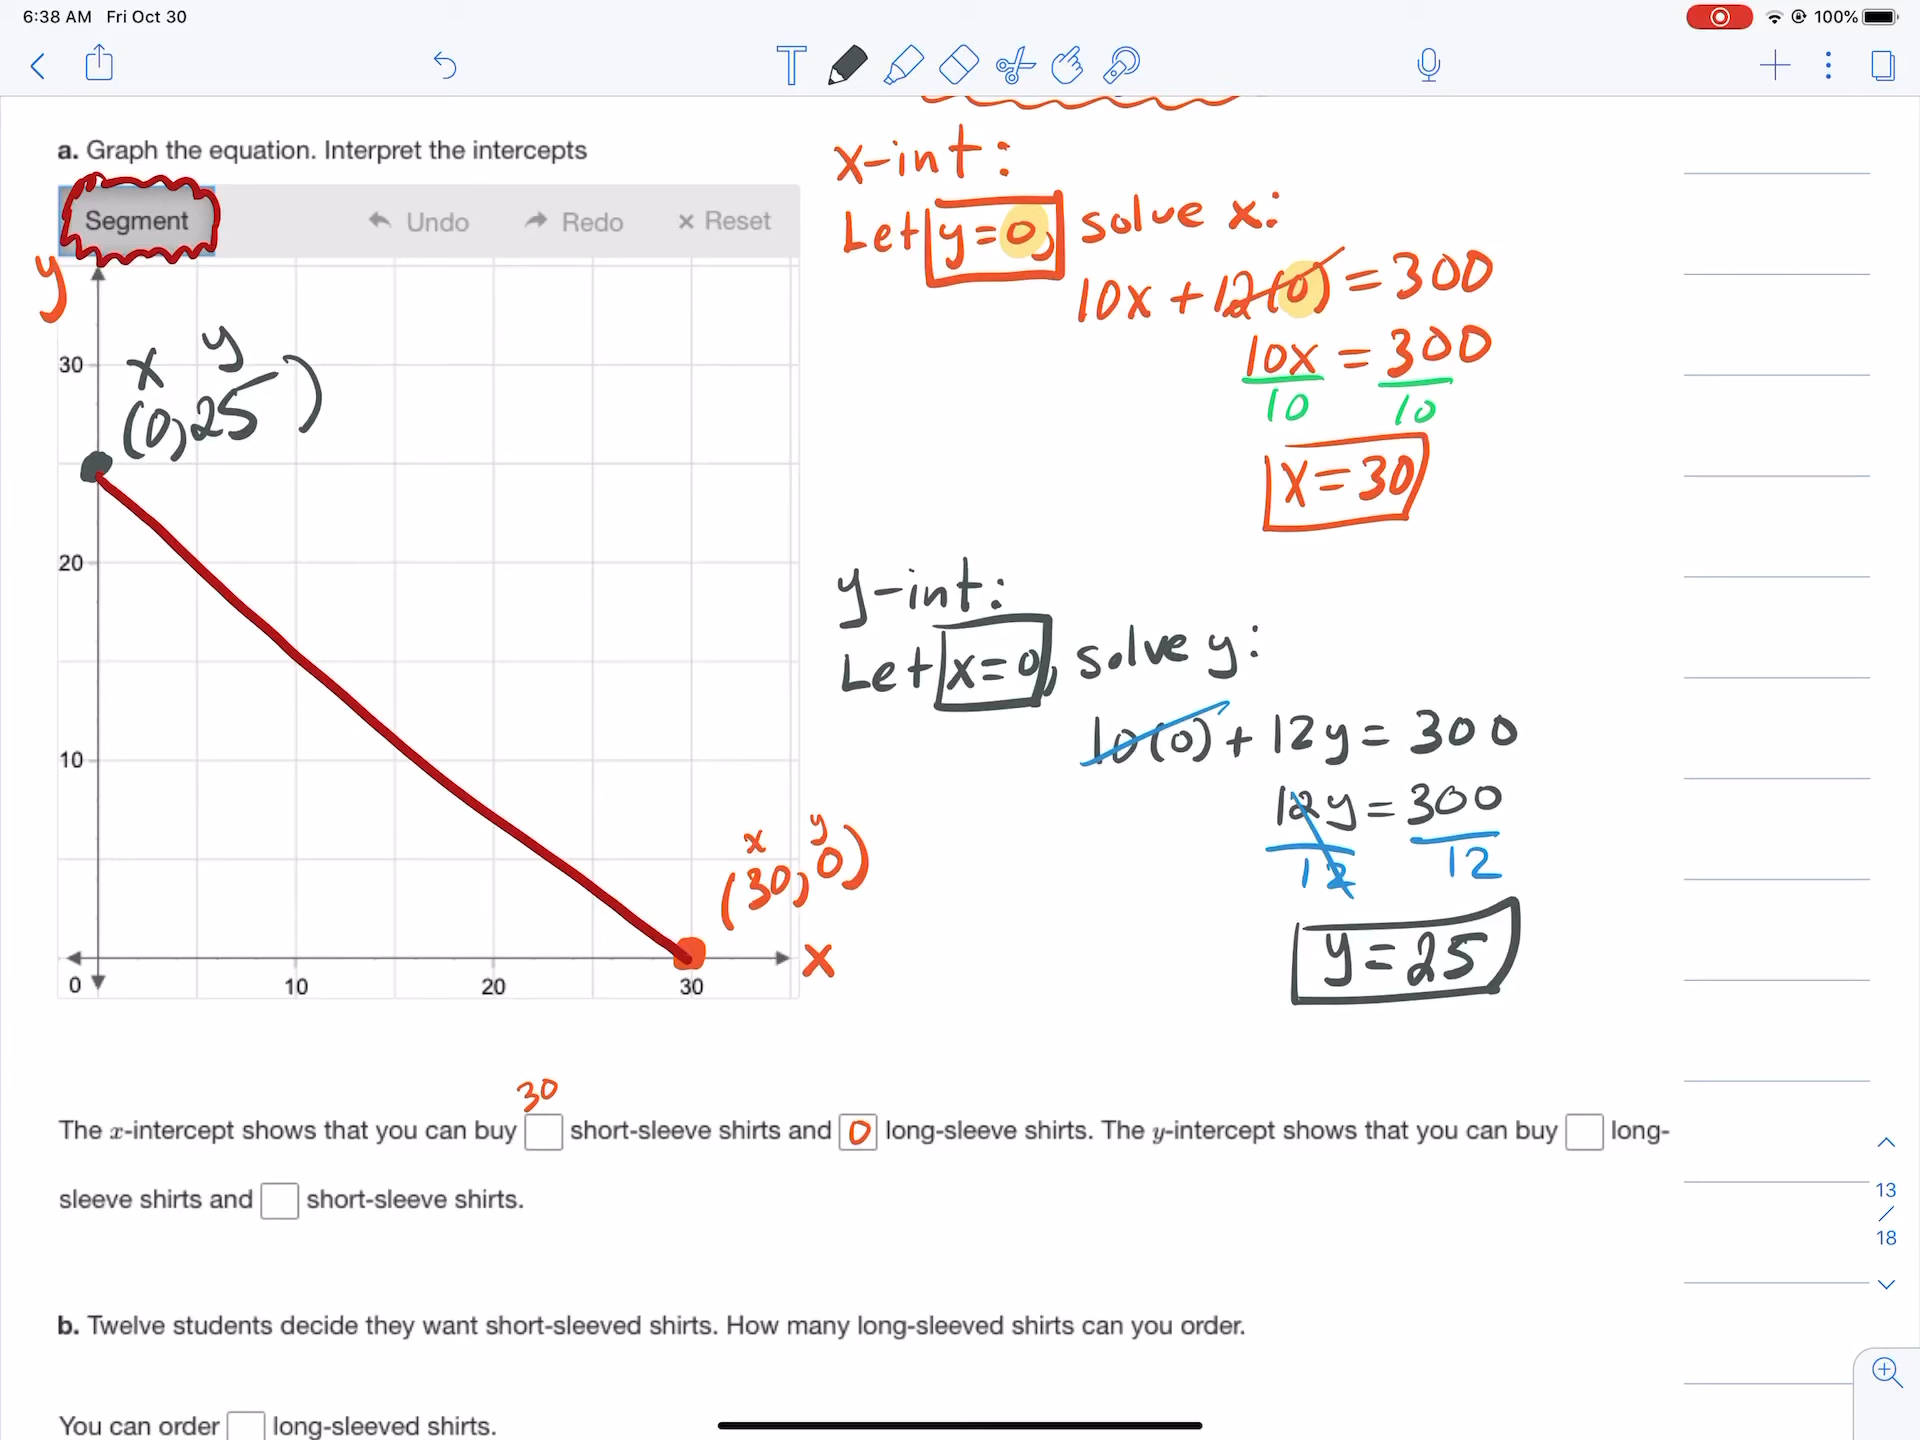 6:38 AM Fri Oct 30
100%
a. Graph the equation. Interpret the intercepts
Segment Undo Redo × Reset
y
30
20
10
0
10 20 30
x
x y
(0,25)
x y
(30,0)
x-int:
Let y=0, solve x:
10x + 12(0) = 300
10x = 300
10 10
x = 30
y-int:
Let x=0, solve y:
10(0) + 12y = 300
12y = 300
12 12
y = 25
30
The x-intercept shows that you can buy short-sleeve shirts and 0 long-sleeve shirts. The y-intercept shows that you can buy long-
sleeve shirts and short-sleeve shirts.
b. Twelve students decide they want short-sleeved shirts. How many long-sleeved shirts can you order.
You can order long-sleeved shirts.
13
/
18